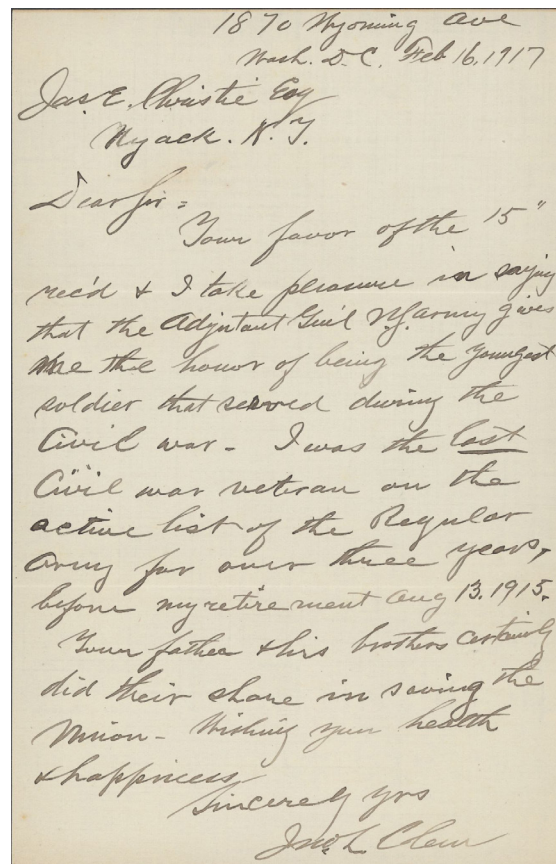 1870 Wyoming Ave
Wash. D.C. Feb 16, 1917
Jas. E. Christie Esq
Nyack. N.Y.
Dear Sir=
Your favor of the 15"
rec'd & I take pleasure in saying
that the Adjutant Gen'l U.S. Army gives
me the honor of being the youngest
soldier that served during the
Civil war - I was the last
Civil war veteran on the
active list of the Regular
Army for over three years,
before my retirement Aug 13. 1915.
Your father & his brothers certainly
did their share in saving the
Union - Wishing you health
& happiness
Sincerely yrs
Jno. L. Clem